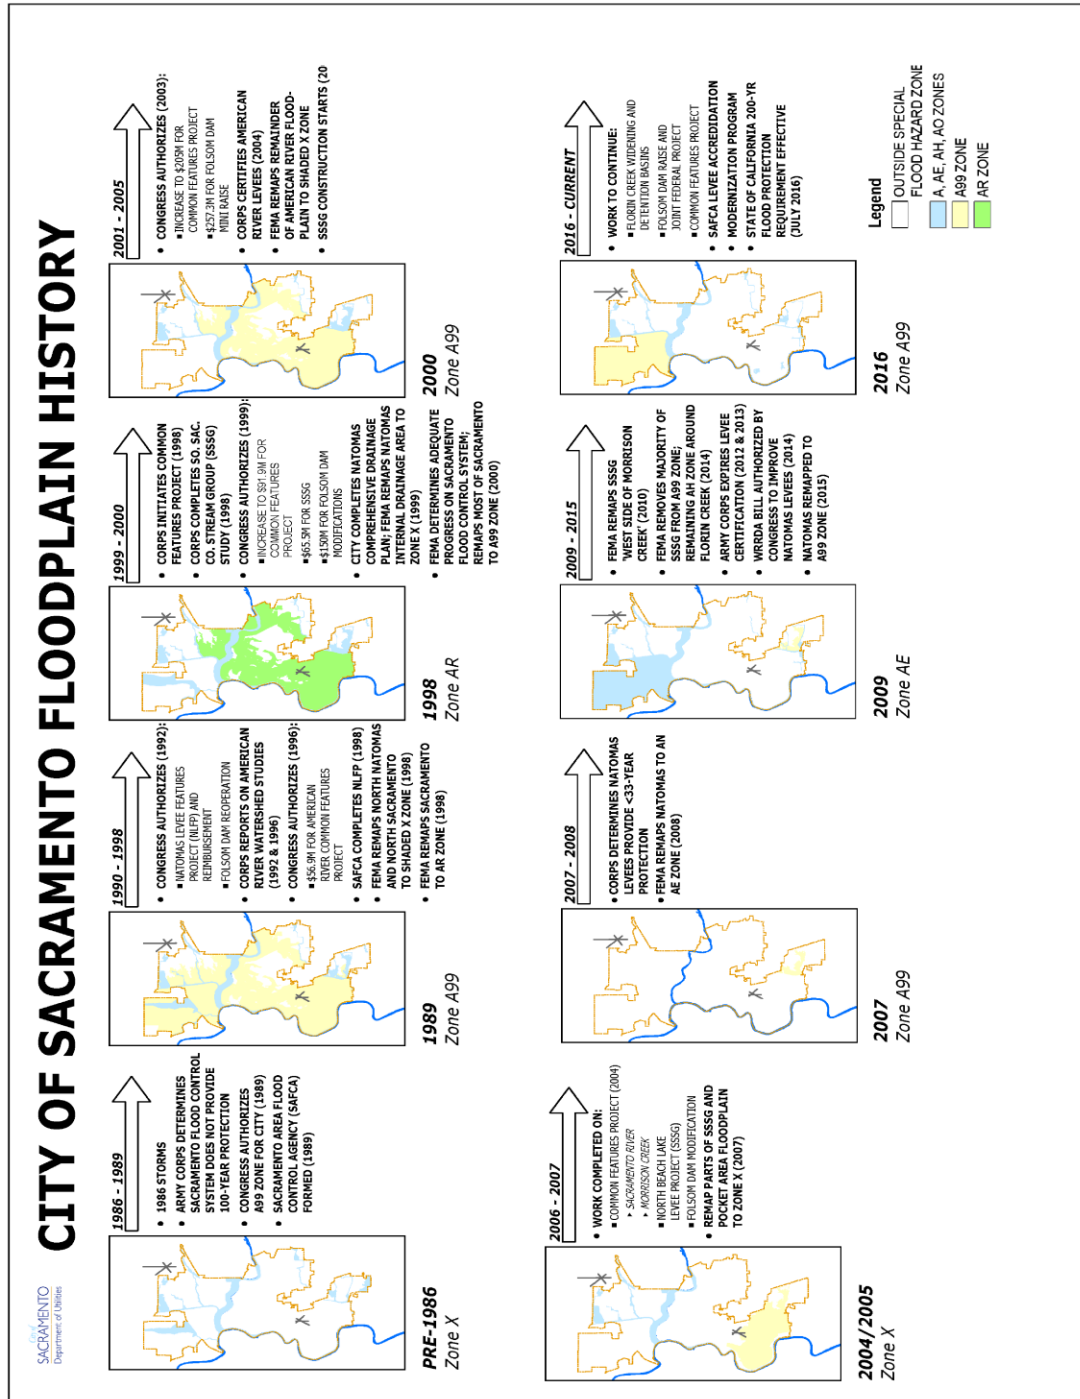 City of
SACRAMENTO
Department of Utilities
CITY OF SACRAMENTO FLOODPLAIN HISTORY
PRE-1986
Zone X
1986 - 1989
• 1986 STORMS
• ARMY CORPS DETERMINES
SACRAMENTO FLOOD CONTROL
SYSTEM DOES NOT PROVIDE
100-YEAR PROTECTION
• CONGRESS AUTHORIZES
A99 ZONE FOR CITY (1989)
• SACRAMENTO AREA FLOOD
CONTROL AGENCY (SAFCA)
FORMED (1989)
1989
Zone A99
1990 - 1998
• CONGRESS AUTHORIZES (1992):
■ NATOMAS LEVEE FEATURES
PROJECT (NLFP) AND
REIMBURSEMENT
■ FOLSOM DAM REOPERATION
• CORPS REPORTS ON AMERICAN
RIVER WATERSHED STUDIES
(1992 & 1996)
• CONGRESS AUTHORIZES (1996):
■ $56.9M FOR AMERICAN
RIVER COMMON FEATURES
PROJECT
• SAFCA COMPLETES NLFP (1998)
• FEMA REMAPS NORTH NATOMAS
AND NORTH SACRAMENTO
TO SHADED X ZONE (1998)
• FEMA REMAPS SACRAMENTO
TO AR ZONE (1998)
1998
Zone AR
1999 - 2000
• CORPS INITIATES COMMON
FEATURES PROJECT (1998)
• CORPS COMPLETES SO. SAC.
CO. STREAM GROUP (SSSG)
STUDY (1998)
• CONGRESS AUTHORIZES (1999):
■ INCREASE TO $91.9M FOR
COMMON FEATURES
PROJECT
■ $65.5M FOR SSSG
■ $150M FOR FOLSOM DAM
MODIFICATIONS
• CITY COMPLETES NATOMAS
COMPREHENSIVE DRAINAGE
PLAN; FEMA REMAPS NATOMAS
INTERNAL DRAINAGE AREA TO
ZONE X (1999)
• FEMA DETERMINES ADEQUATE
PROGRESS ON SACRAMENTO
FLOOD CONTROL SYSTEM;
REMAPS MOST OF SACRAMENTO
TO A99 ZONE (2000)
2000
Zone A99
2001 - 2005
• CONGRESS AUTHORIZES (2003):
■ INCREASE TO $205M FOR
COMMON FEATURES PROJECT
■ $257.3M FOR FOLSOM DAM
MINI RAISE
• CORPS CERTIFIES AMERICAN
RIVER LEVEES (2004)
• FEMA REMAPS REMAINDER
OF AMERICAN RIVER FLOOD-
PLAIN TO SHADED X ZONE
• SSSG CONSTRUCTION STARTS (20
2004/2005
Zone X
2006 - 2007
• WORK COMPLETED ON:
■ COMMON FEATURES PROJECT (2004)
‣ SACRAMENTO RIVER
‣ MORRISON CREEK
■ NORTH BEACH LAKE
LEVEE PROJECT (SSSG)
■ FOLSOM DAM MODIFICATION
• REMAP PARTS OF SSSG AND
POCKET AREA FLOODPLAIN
TO ZONE X (2007)
2007
Zone A99
2007 - 2008
• CORPS DETERMINES NATOMAS
LEVEES PROVIDE <33-YEAR
PROTECTION
• FEMA REMAPS NATOMAS TO AN
AE ZONE (2008)
2009
Zone AE
2009 - 2015
• FEMA REMAPS SSSG
'WEST SIDE OF MORRISON
CREEK' (2010)
• FEMA REMOVES MAJORITY OF
SSSG FROM A99 ZONE;
REMAINING AH ZONE AROUND
FLORIN CREEK (2014)
• ARMY CORPS EXPIRES LEVEE
CERTIFICATION (2012 & 2013)
• WRRDA BILL AUTHORIZED BY
CONGRESS TO IMPROVE
NATOMAS LEVEES (2014)
• NATOMAS REMAPPED TO
A99 ZONE (2015)
2016
Zone A99
2016 - CURRENT
• WORK TO CONTINUE:
■ FLORIN CREEK WIDENING AND
DETENTION BASINS
■ FOLSOM DAM RAISE AND
JOINT FEDERAL PROJECT
■ COMMON FEATURES PROJECT
• SAFCA LEVEE ACCREDIDATION
• MODERNIZATION PROGRAM
• STATE OF CALIFORNIA 200-YR
FLOOD PROTECTION
REQUIREMENT EFFECTIVE
(JULY 2016)
Legend
OUTSIDE SPECIAL
FLOOD HAZARD ZONE
A, AE, AH, AO ZONES
A99 ZONE
AR ZONE